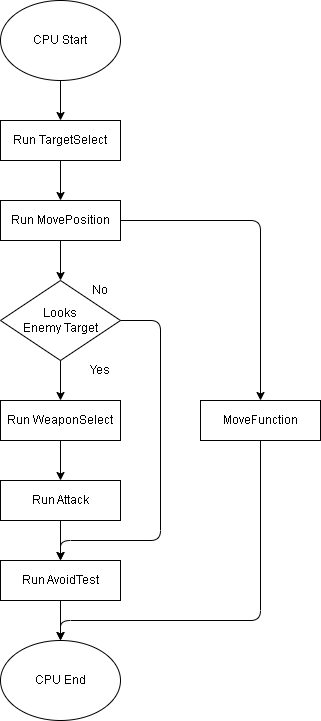 CPU Start
Run TargetSelect
Run MovePosition
No
Looks
Enemy Target
Yes
Run WeaponSelect
MoveFunction
Run Attack
Run AvoidTest
CPU End